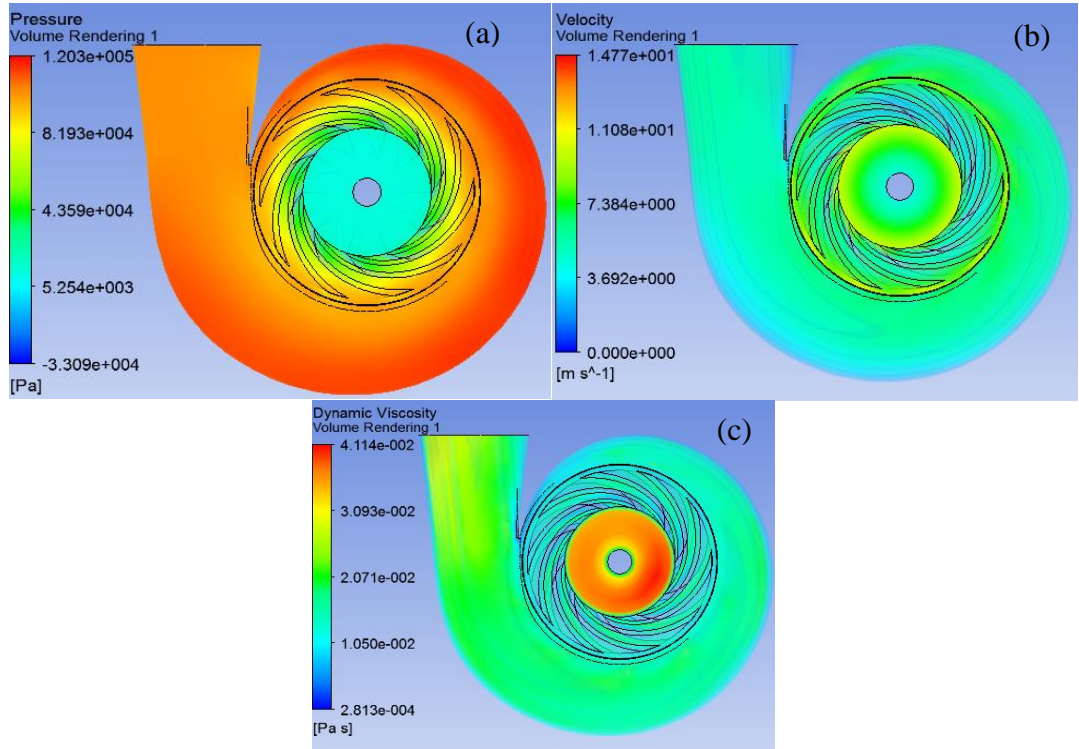 Pressure
Volume Rendering 1
(a)
1.203e+005
8.193e+004
4.359e+004
5.254e+003
-3.309e+004
[Pa]
Velocity
Volume Rendering 1
(b)
1.477e+001
1.108e+001
7.384e+000
3.692e+000
0.000e+000
[m s^-1]
Dynamic Viscosity
Volume Rendering 1
(c)
4.114e-002
3.093e-002
2.071e-002
1.050e-002
2.813e-004
[Pa s]